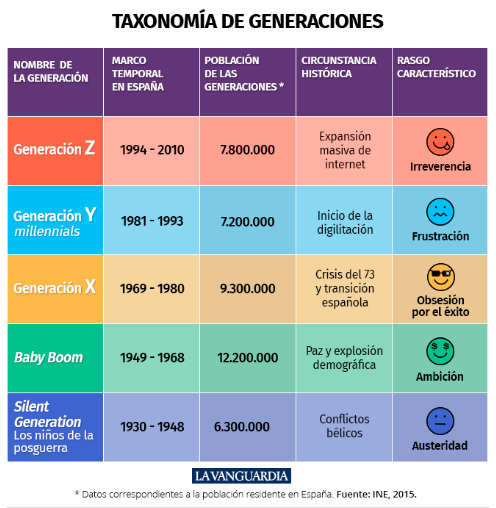 TAXONOMÍA DE GENERACIONES
NOMBRE DE
LA GENERACIÓN
MARCO
TEMPORAL
EN ESPAÑA
POBLACIÓN
DE LAS
GENERACIONES *
CIRCUNSTANCIA
HISTÓRICA
RASGO
CARACTERÍSTICO
Generación Z
1994 - 2010
7.800.000
Expansión
masiva de
internet
Irreverencia
Generación Y
millennials
1981 - 1993
7.200.000
Inicio de la
digilitación
Frustración
Generación X
1969 - 1980
9.300.000
Crisis del 73
y transición
española
Obsesión
por el éxito
Baby Boom
1949 - 1968
12.200.000
Paz y explosión
demográfica
Ambición
Silent
Generation
Los niños de la
posguerra
1930 - 1948
6.300.000
Conflictos
bélicos
Austeridad
LA VANGUARDIA
* Datos correspondientes a la población residente en España. Fuente: INE, 2015.